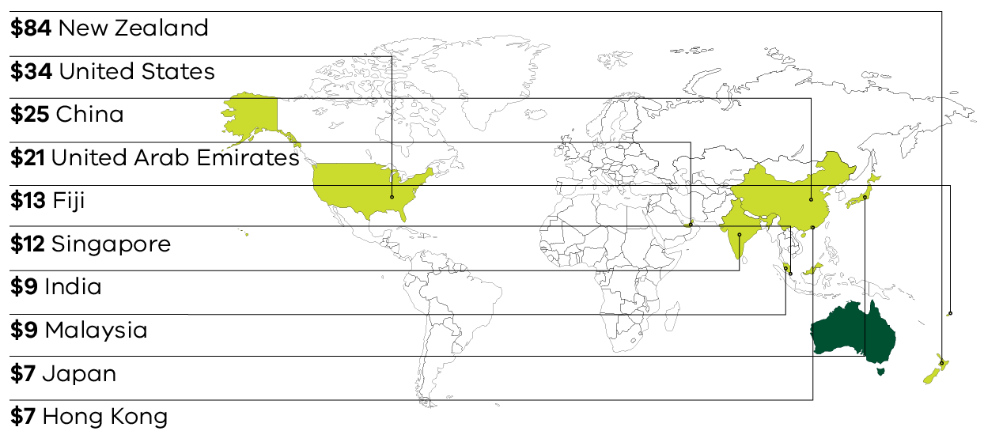 $84 New Zealand
$34 United States
$25 China
$21 United Arab Emirates
$13 Fiji
$12 Singapore
$9 India
$9 Malaysia
$7 Japan
$7 Hong Kong